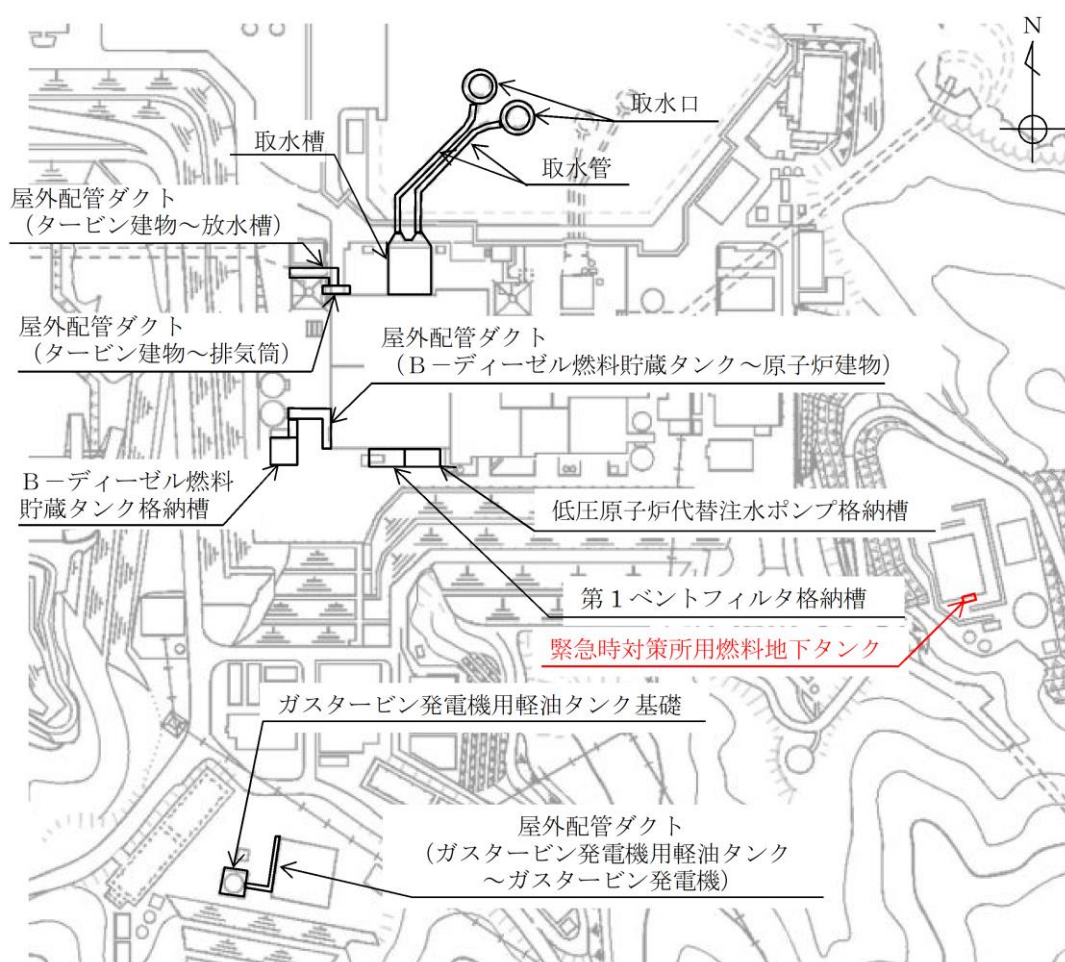 N
取水口
取水槽
取水管
屋外配管ダクト
（タービン建物～放水槽）
屋外配管ダクト
（タービン建物～排気筒）
屋外配管ダクト
（Ｂ－ディーゼル燃料貯蔵タンク～原子炉建物）
Ｂ－ディーゼル燃料
貯蔵タンク格納槽
低圧原子炉代替注水ポンプ格納槽
第１ベントフィルタ格納槽
緊急時対策所用燃料地下タンク
ガスタービン発電機用軽油タンク基礎
屋外配管ダクト
（ガスタービン発電機用軽油タンク
～ガスタービン発電機）